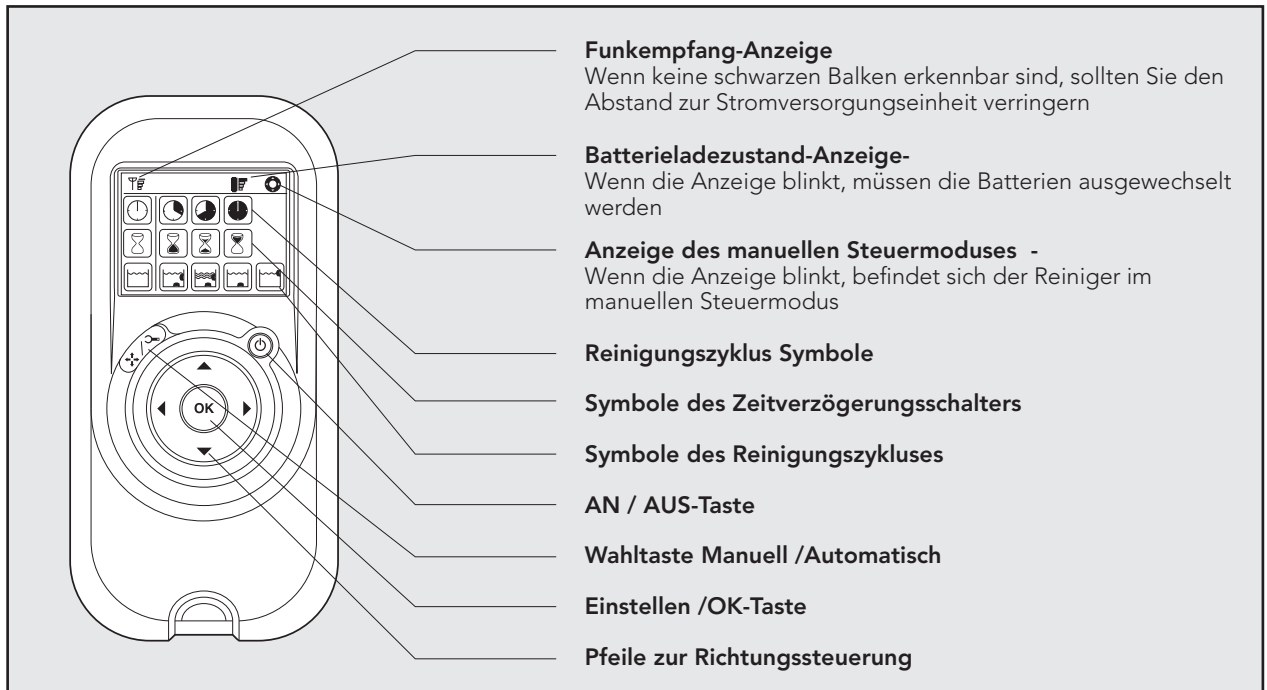 Funkempfang-Anzeige
Wenn keine schwarzen Balken erkennbar sind, sollten Sie den
Abstand zur Stromversorgungseinheit verringern
Batterieladezustand-Anzeige-
Wenn die Anzeige blinkt, müssen die Batterien ausgewechselt
werden
Anzeige des manuellen Steuermoduses -
Wenn die Anzeige blinkt, befindet sich der Reiniger im
manuellen Steuermodus
Reinigungszyklus Symbole
Symbole des Zeitverzögerungsschalters
Symbole des Reinigungszykluses
AN / AUS-Taste
Wahltaste Manuell /Automatisch
Einstellen /OK-Taste
Pfeile zur Richtungssteuerung
OK